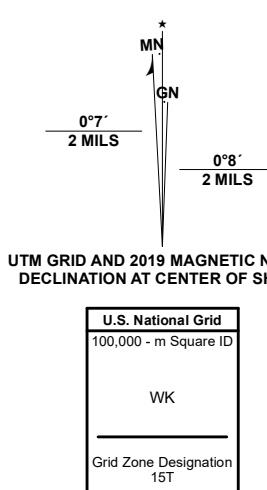 ★
MN
GN
0°7´
2 MILS
0°8´
2 MILS
UTM GRID AND 2019 MAGNETIC
DECLINATION AT CENTER OF
U.S. National Grid
100,000 - m Square ID
WK
Grid Zone Designation
15T